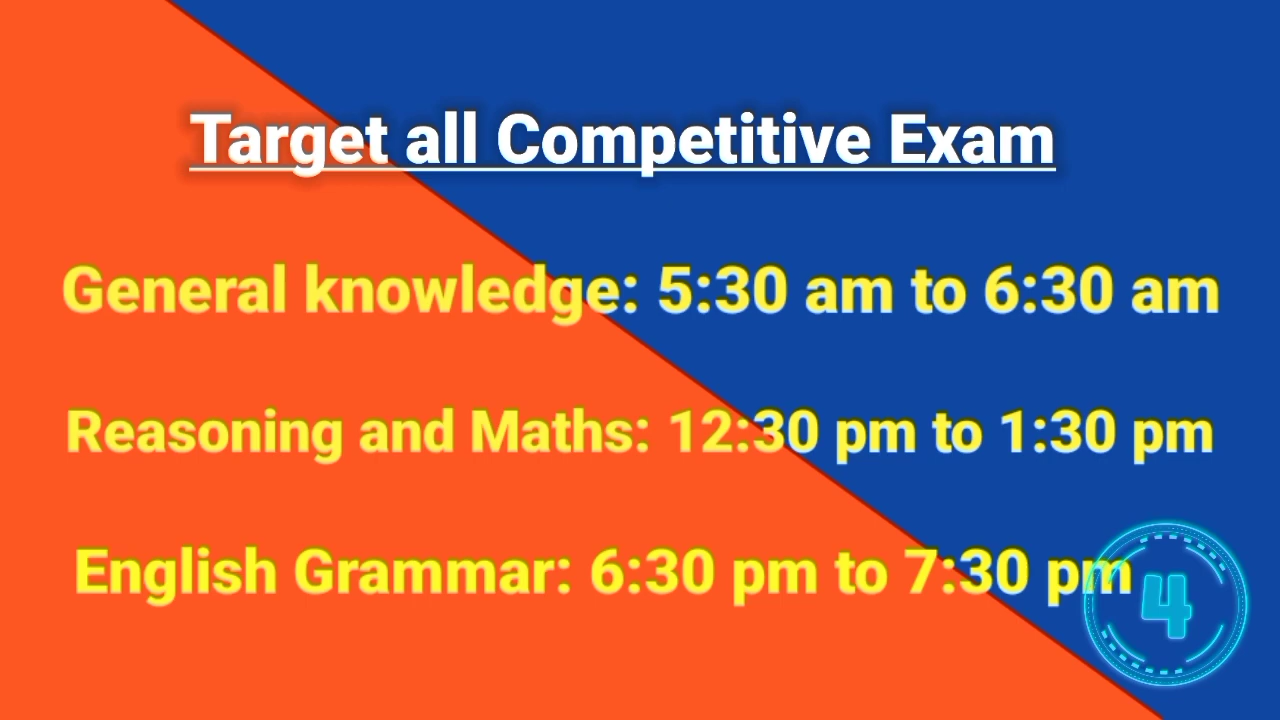 Target all Competitive Exam
General knowledge: 5:30 am to 6:30 am
Reasoning and Maths: 12:30 pm to 1:30 pm
English Grammar: 6:30 pm to 7:30 pm
4